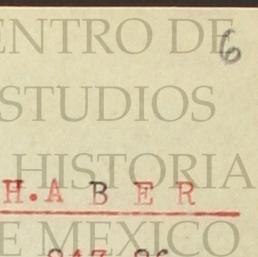 ENTRO DE
6
STUDIOS
HISTORIA
H.A B E R
E MEXICO